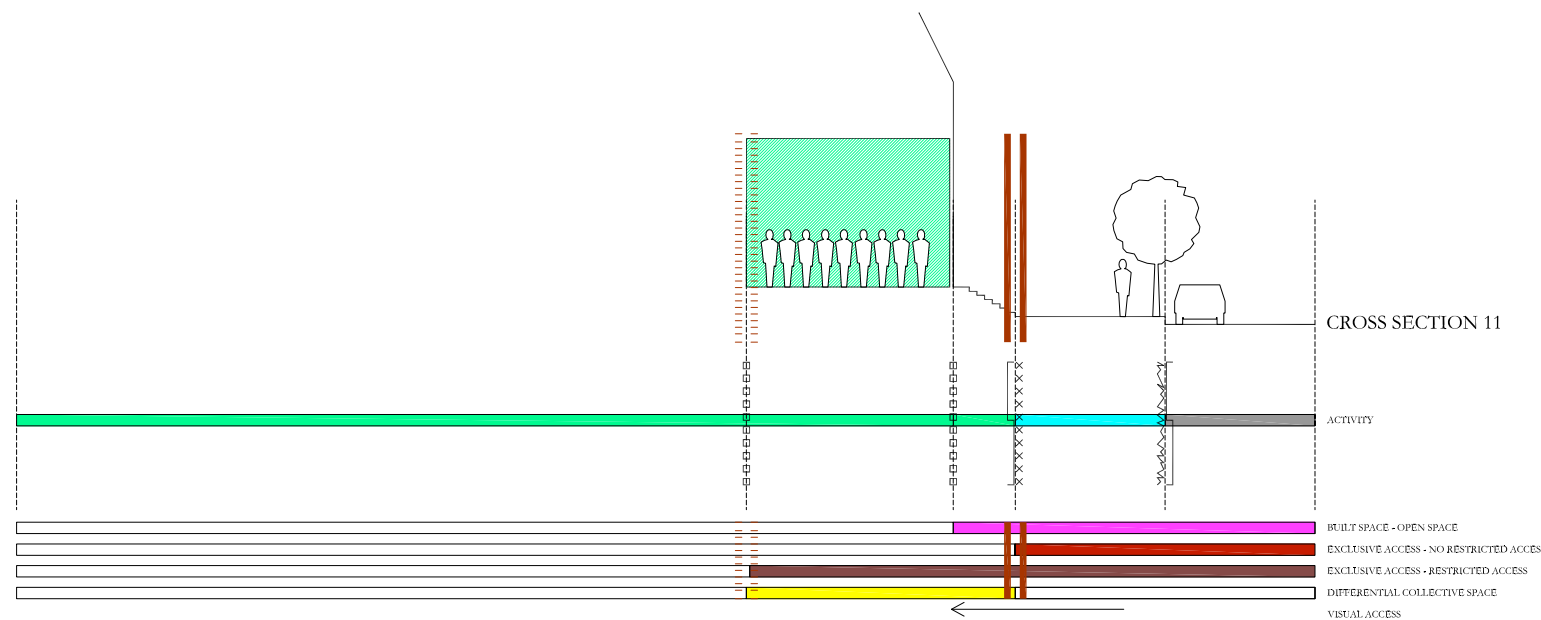 CROSS SECTION 11
ACTIVITY
BUILT SPACE - OPEN SPACE
EXCLUSIVE ACCESS - NO RESTRICTED ACCES
EXCLUSIVE ACCESS - RESTRICTED ACCESS
DIFFERENTIAL COLLECTIVE SPACE
VISUAL ACCESS